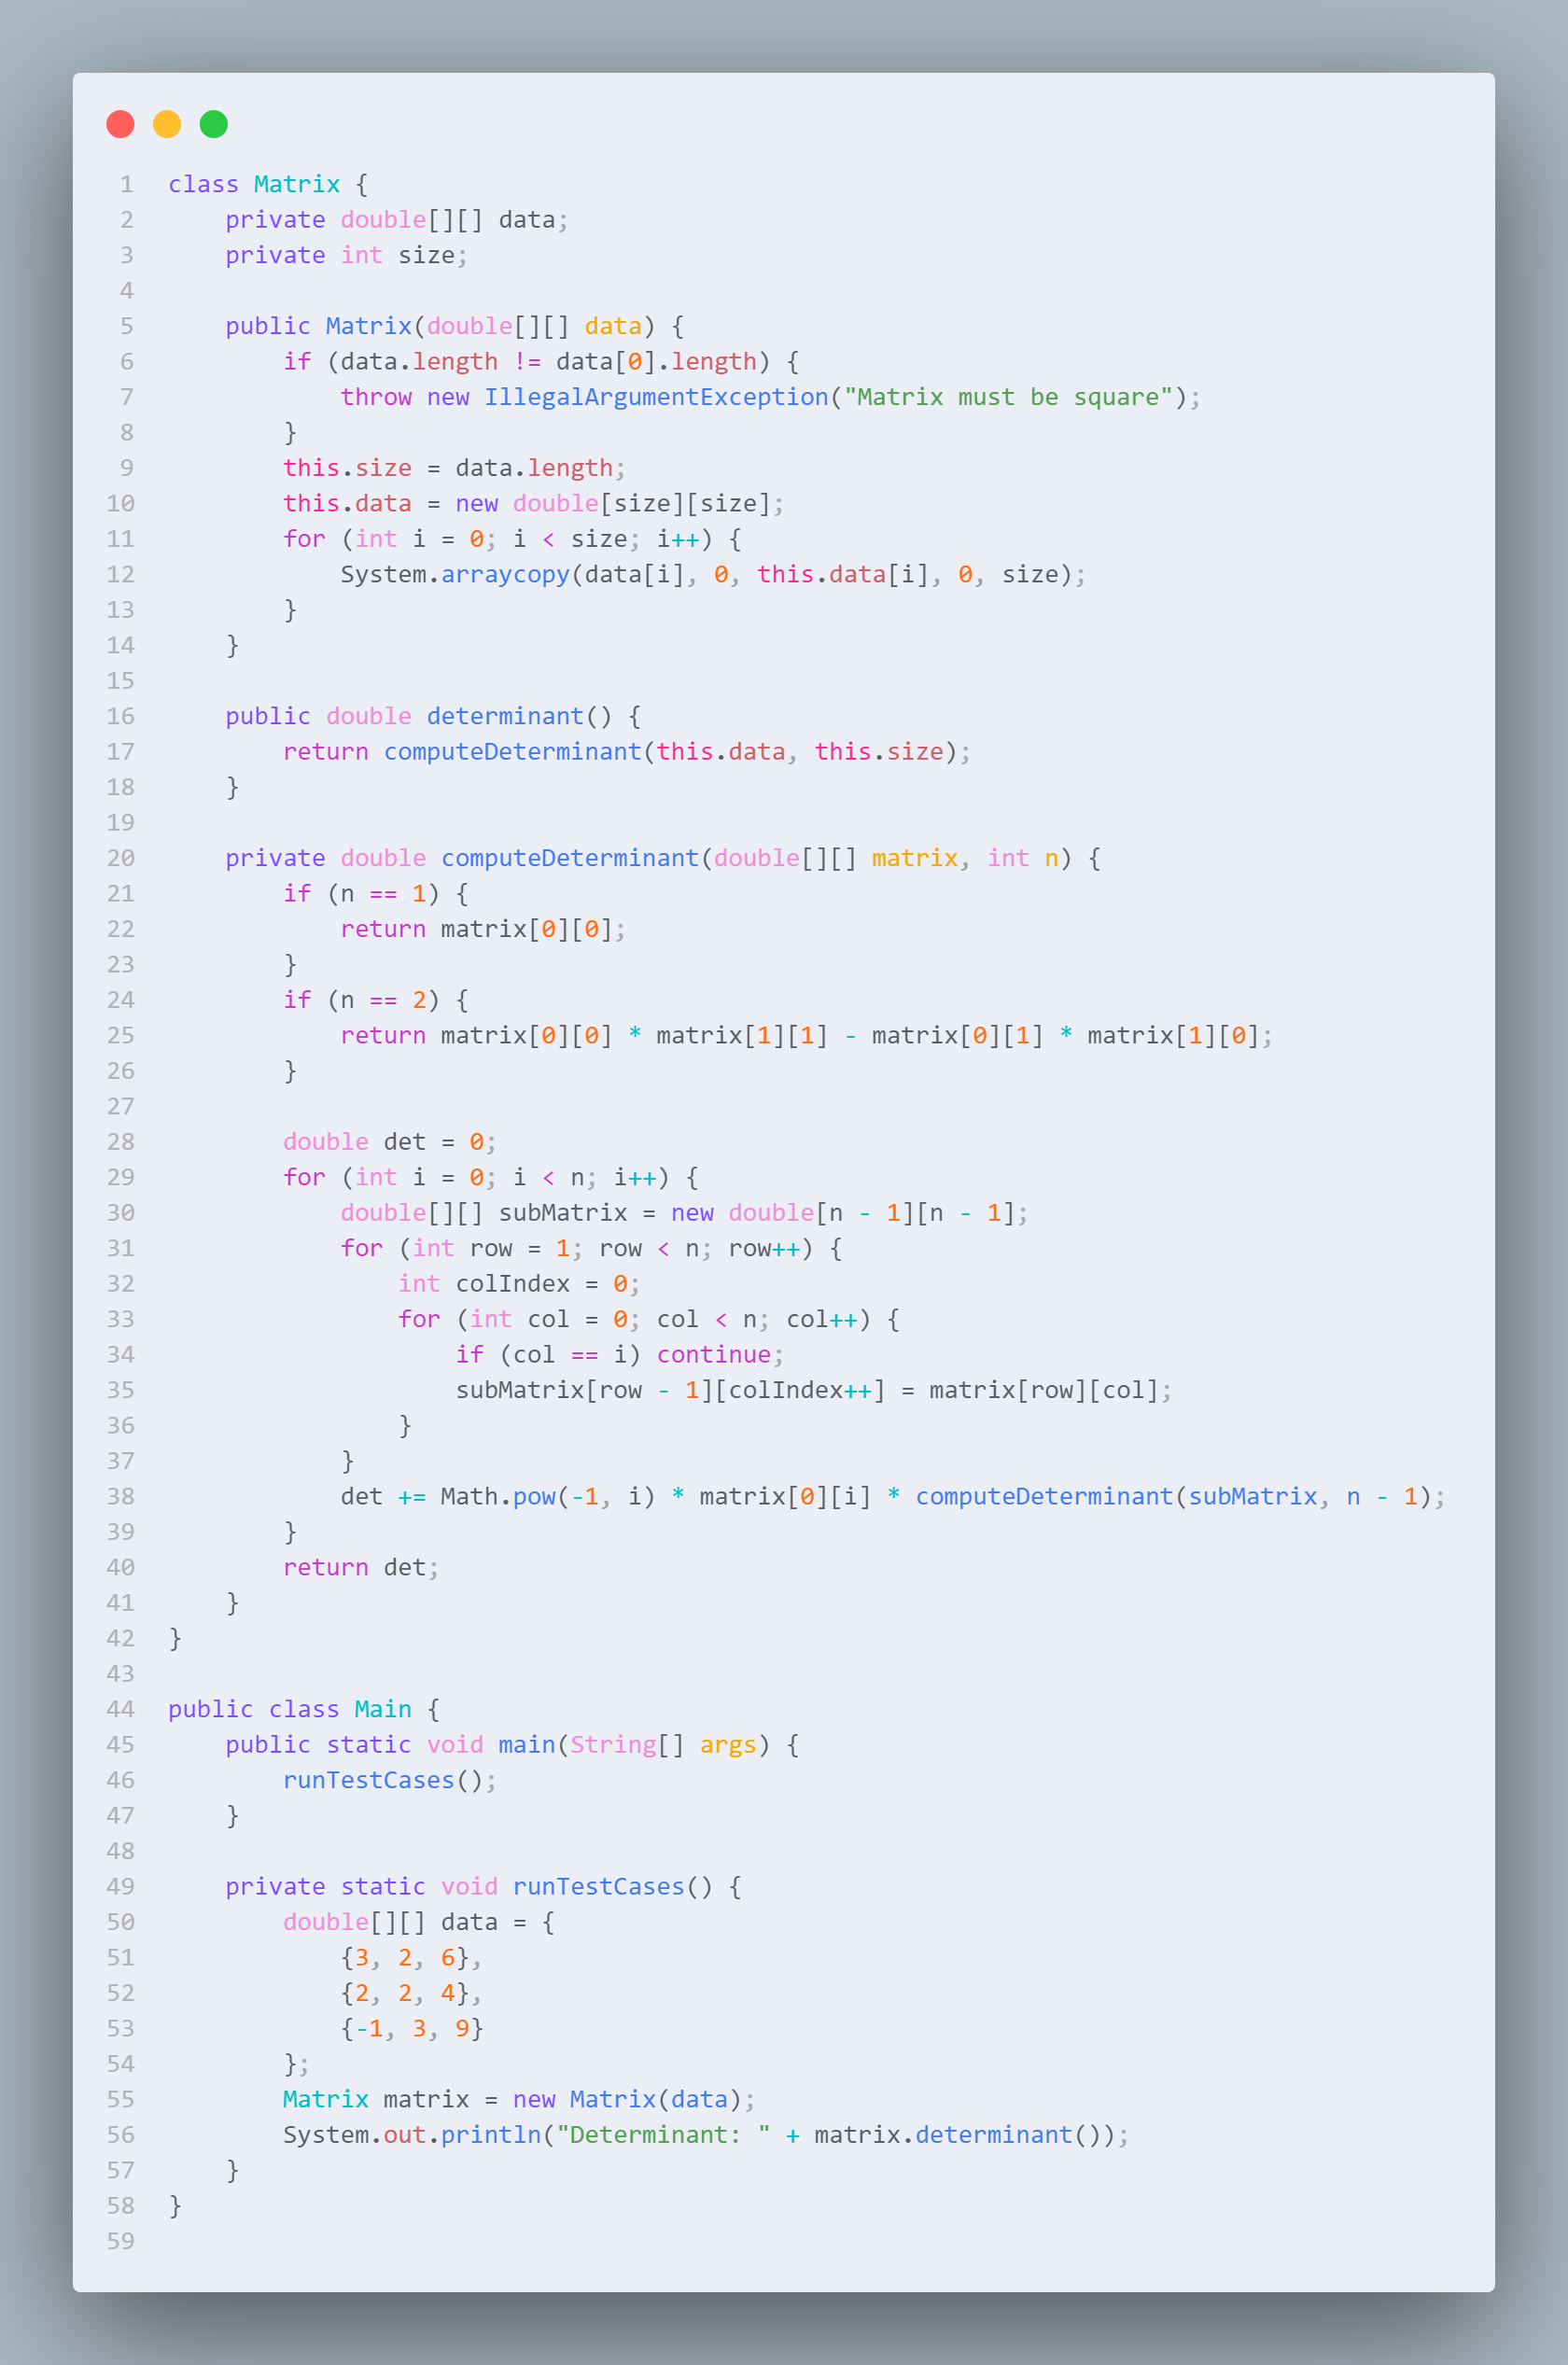 1 class Matrix {
2     private double[][] data;
3     private int size;
4
5     public Matrix(double[][] data) {
6         if (data.length != data[0].length) {
7             throw new IllegalArgumentException("Matrix must be square");
8         }
9         this.size = data.length;
10         this.data = new double[size][size];
11         for (int i = 0; i < size; i++) {
12             System.arraycopy(data[i], 0, this.data[i], 0, size);
13         }
14     }
15
16     public double determinant() {
17         return computeDeterminant(this.data, this.size);
18     }
19
20     private double computeDeterminant(double[][] matrix, int n) {
21         if (n == 1) {
22             return matrix[0][0];
23         }
24         if (n == 2) {
25             return matrix[0][0] * matrix[1][1] - matrix[0][1] * matrix[1][0];
26         }
27
28         double det = 0;
29         for (int i = 0; i < n; i++) {
30             double[][] subMatrix = new double[n - 1][n - 1];
31             for (int row = 1; row < n; row++) {
32                 int colIndex = 0;
33                 for (int col = 0; col < n; col++) {
34                     if (col == i) continue;
35                     subMatrix[row - 1][colIndex++] = matrix[row][col];
36                 }
37             }
38             det += Math.pow(-1, i) * matrix[0][i] * computeDeterminant(subMatrix, n - 1);
39         }
40         return det;
41     }
42 }
43
44 public class Main {
45     public static void main(String[] args) {
46         runTestCases();
47     }
48
49     private static void runTestCases() {
50         double[][] data = {
51             {3, 2, 6},
52             {2, 2, 4},
53             {-1, 3, 9}
54         };
55         Matrix matrix = new Matrix(data);
56         System.out.println("Determinant: " + matrix.determinant());
57     }
58 }
59